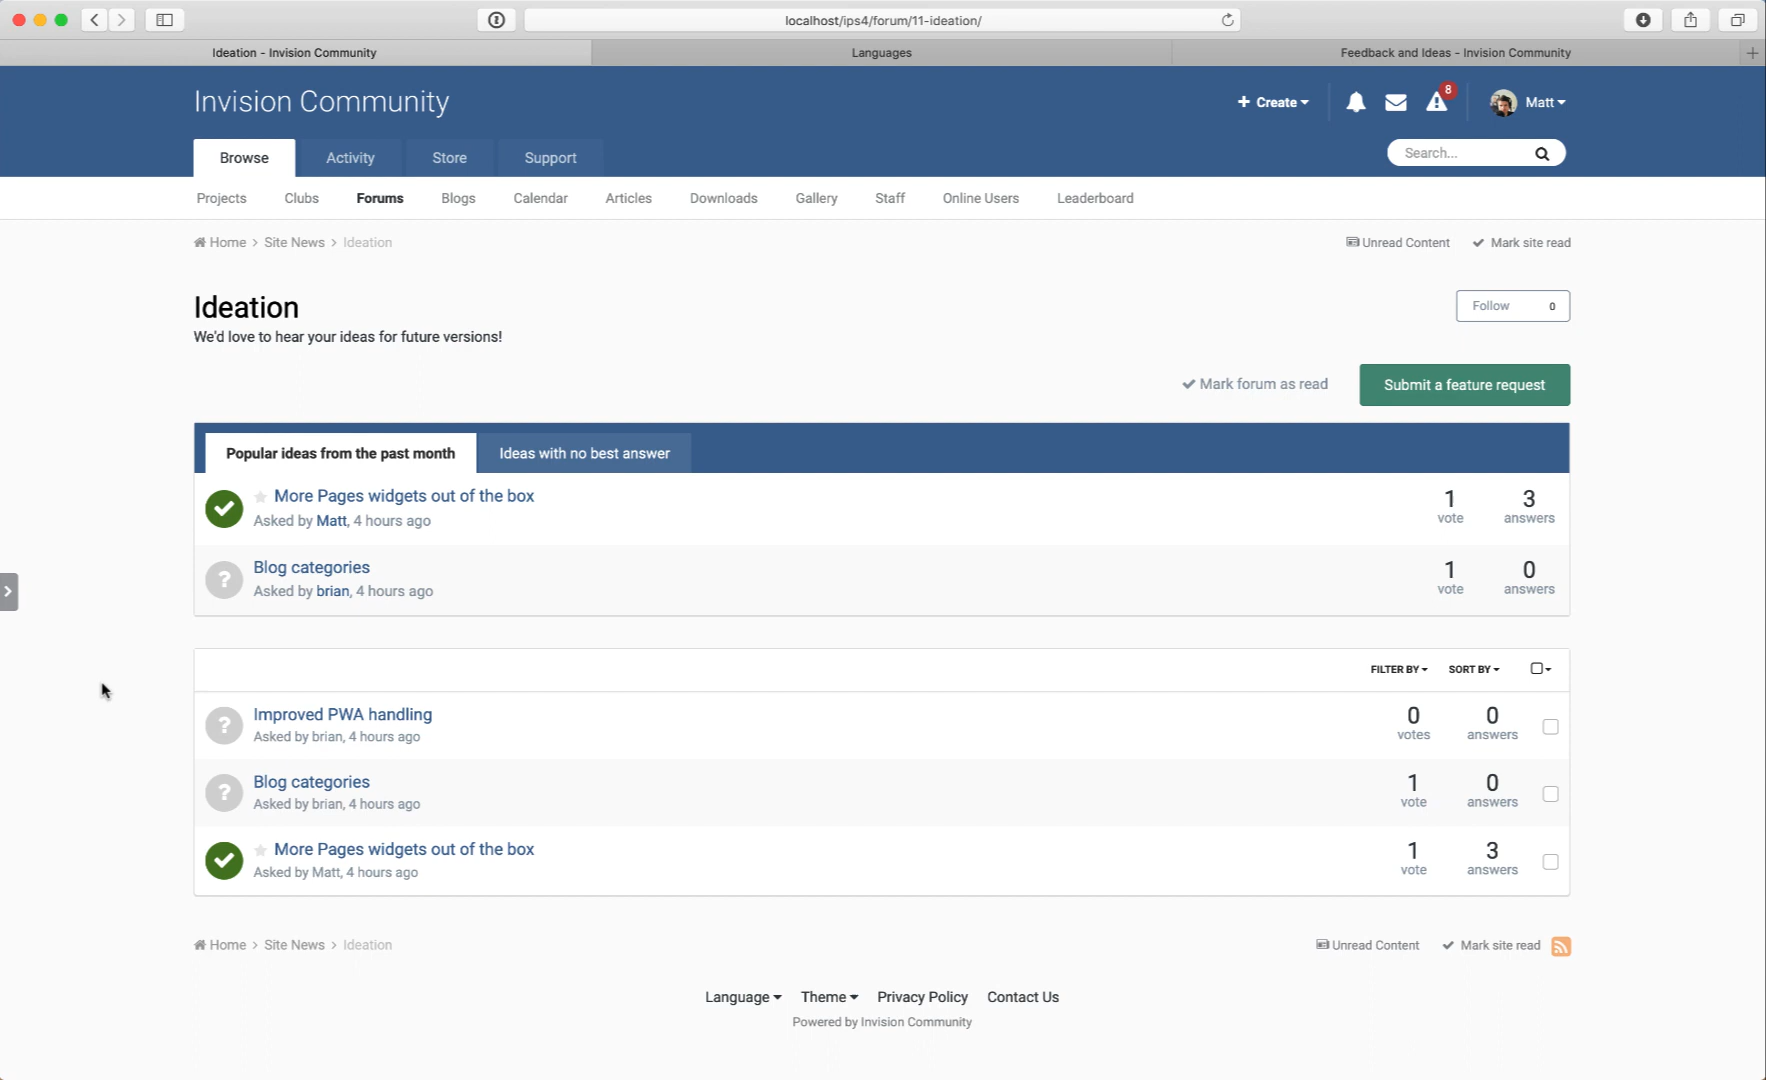 localhost/ips4/forum/11-ideation/
Ideation - Invision Community
Languages
Feedback and Ideas - Invision Community
Invision Community
Create
8
Matt
Browse
Activity
Store
Support
Search...
Projects
Clubs
Forums
Blogs
Calendar
Articles
Downloads
Gallery
Staff
Online Users
Leaderboard
Home > Site News > Ideation
Unread Content
Mark site read
Ideation
We'd love to hear your ideas for future versions!
Follow 0
Mark forum as read
Submit a feature request
Popular ideas from the past month
Ideas with no best answer
More Pages widgets out of the box
Asked by Matt, 4 hours ago
1 vote
3 answers
Blog categories
Asked by brian, 4 hours ago
1 vote
0 answers
FILTER BY
SORT BY
Improved PWA handling
Asked by brian, 4 hours ago
0 votes
0 answers
Blog categories
Asked by brian, 4 hours ago
1 vote
0 answers
More Pages widgets out of the box
Asked by Matt, 4 hours ago
1 vote
3 answers
Home > Site News > Ideation
Unread Content
Mark site read
Language
Theme
Privacy Policy
Contact Us
Powered by Invision Community